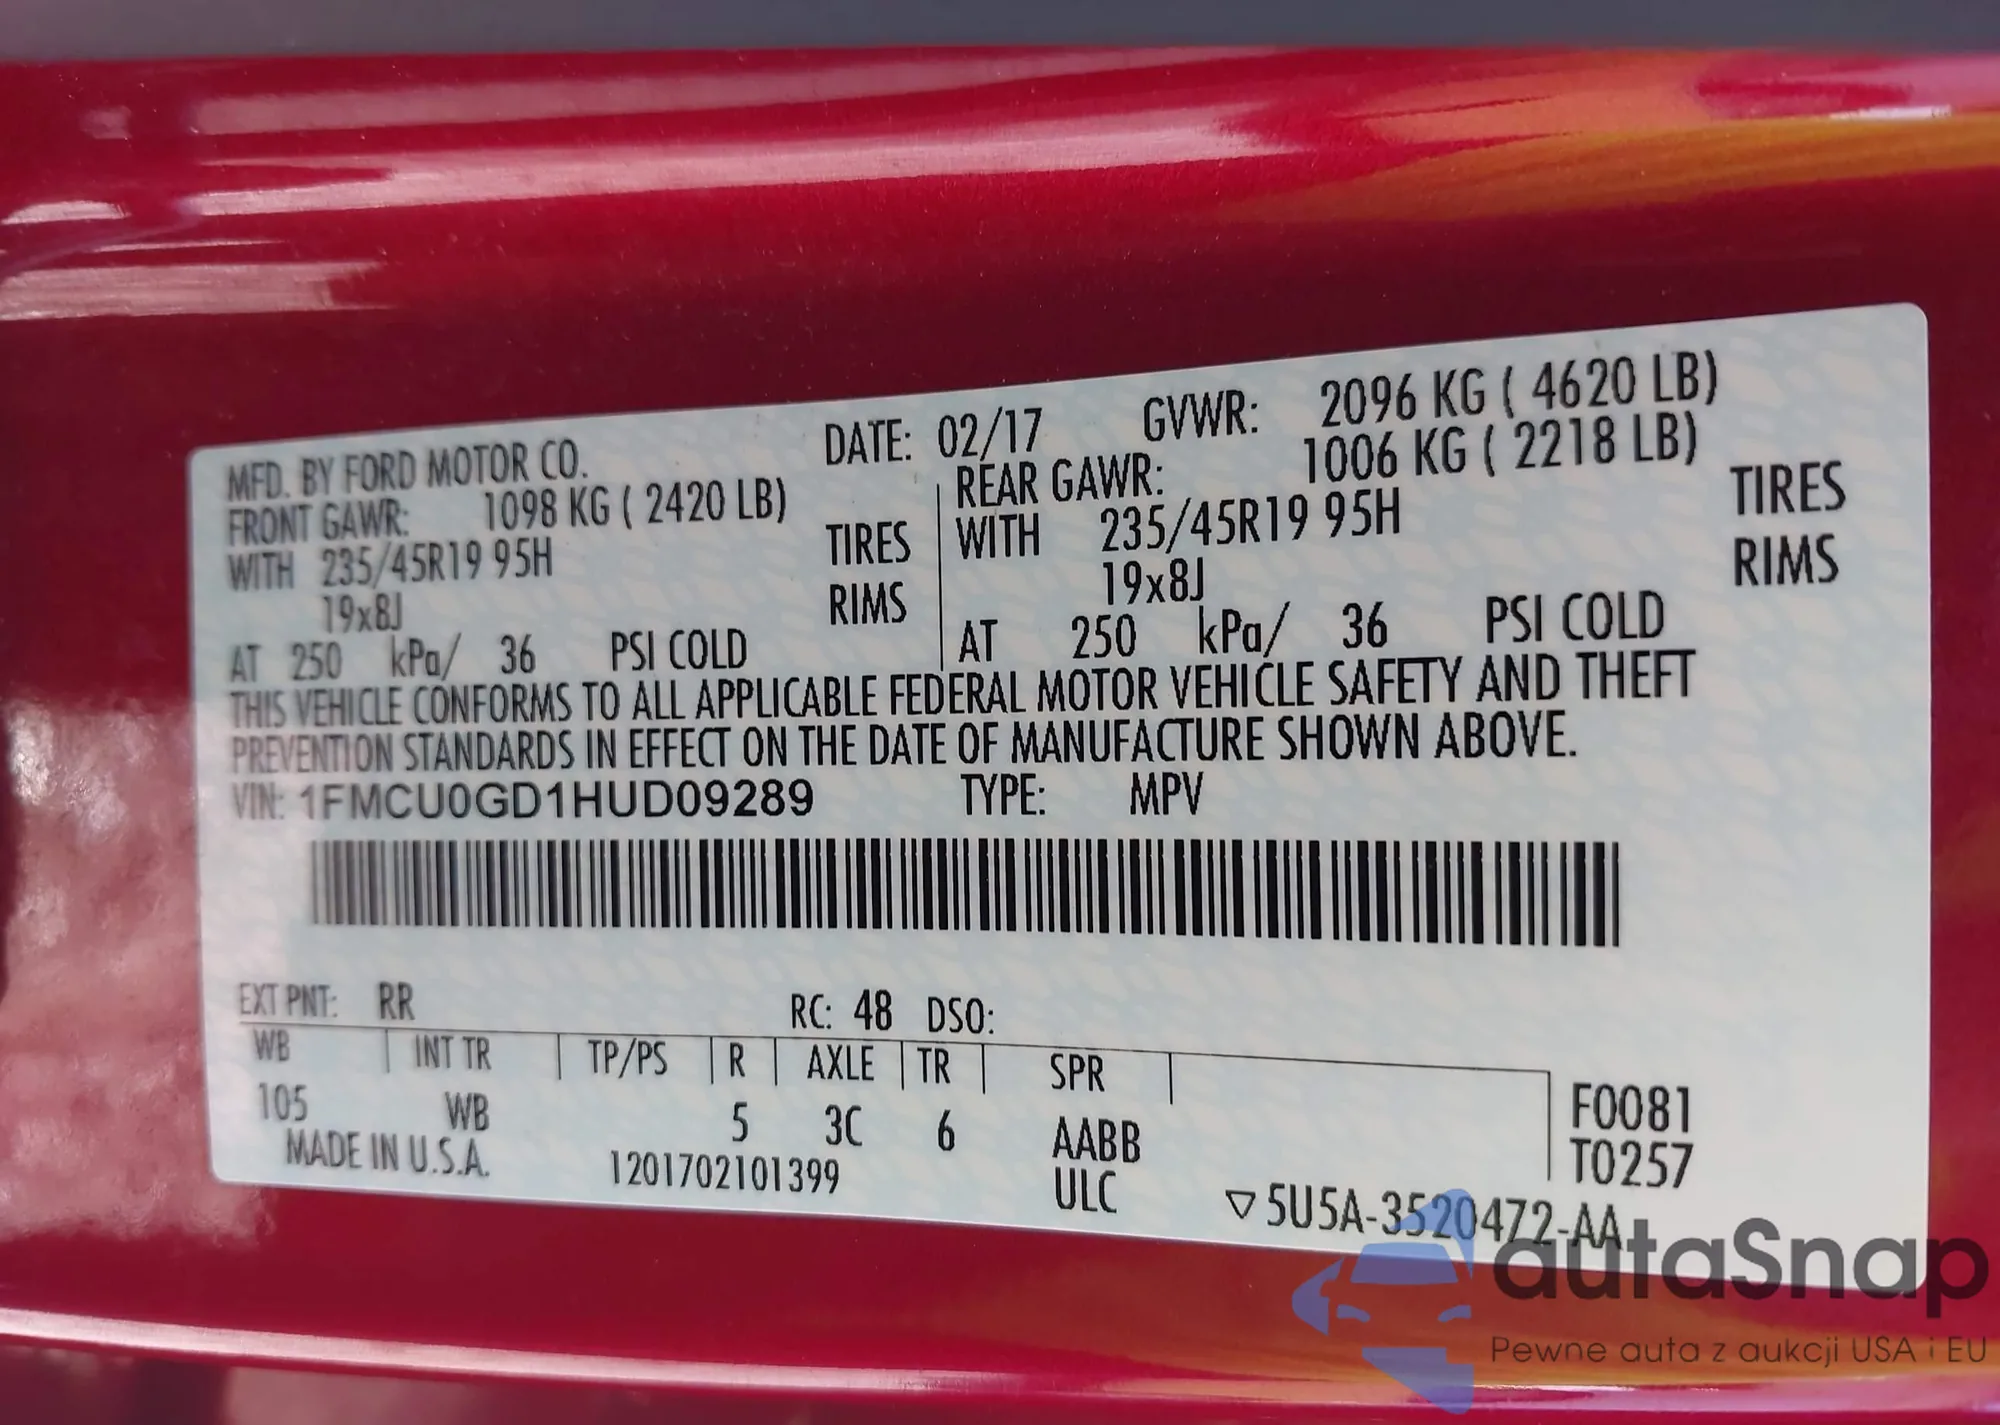 MFD. BY FORD MOTOR CO. DATE: 02/17 GVWR: 2096 KG ( 4620 LB)
FRONT GAWR: 1098 KG ( 2420 LB) REAR GAWR: 1006 KG ( 2218 LB)
WITH 235/45R19 95H TIRES WITH 235/45R19 95H TIRES
19x8J RIMS 19x8J RIMS
AT 250 kPa/ 36 PSI COLD AT 250 kPa/ 36 PSI COLD
THIS VEHICLE CONFORMS TO ALL APPLICABLE FEDERAL MOTOR VEHICLE SAFETY AND THEFT
PREVENTION STANDARDS IN EFFECT ON THE DATE OF MANUFACTURE SHOWN ABOVE.
VIN: 1FMCU0GD1HUD09289 TYPE: MPV
EXT PNT: RR RC: 48 DSO:
WB INT TR TP/PS R AXLE TR SPR
105 WB 5 3C 6 AABB F0081
MADE IN U.S.A. 1201702101399 ULC T0257
▽5U5A-3520472-AA
autaSnap
Pewne auta z aukcji USA i EU